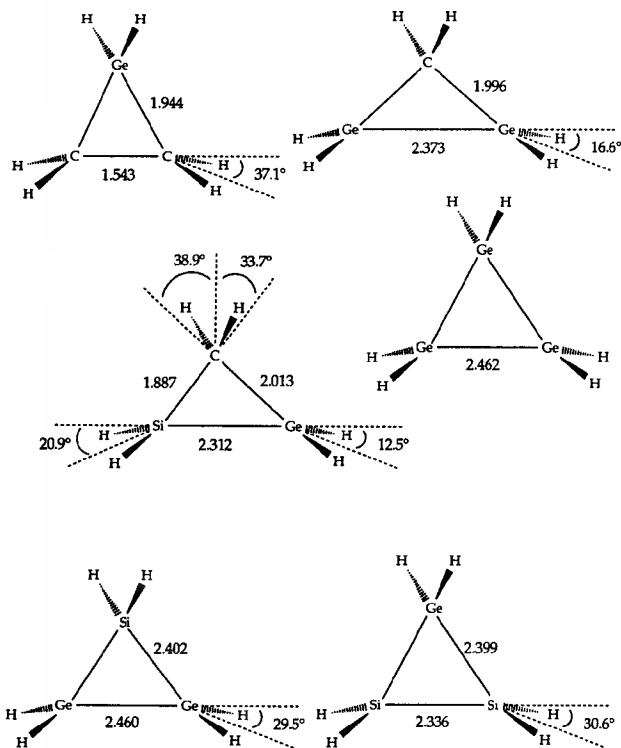 H H H H
Ge C
1.944 1.996
H C C H H Ge Ge H
H 1.543 H 37.1° H 2.373 H 16.6°
38.9° 33.7° H H
H H Ge
C
1.887 2.013 H Ge Ge H
H 2.462 H
20.9° H Si Ge H 12.5°
H 2.312 H
H H H H
Si Ge
2.402 2.399
H Ge Ge H H Si Si H
H 2.460 H 29.5° H 2.336 H 30.6°